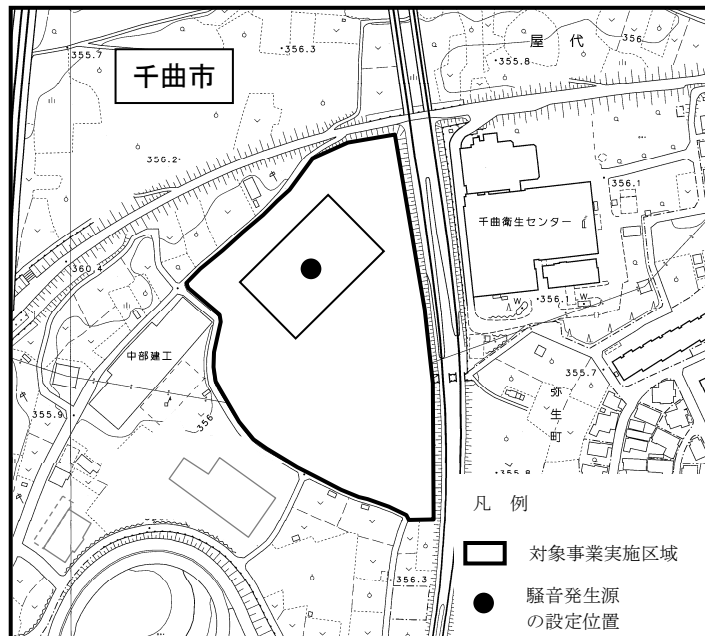 355.7
356.3
千曲市
屋代
356
355.8
356.2
356.1
千曲衛生センター
360.4
W
356.1
W
中部建工
355.7
355.9
356
弥生町
355.8
凡 例
対象事業実施区域
356.3
騒音発生源
の設定位置